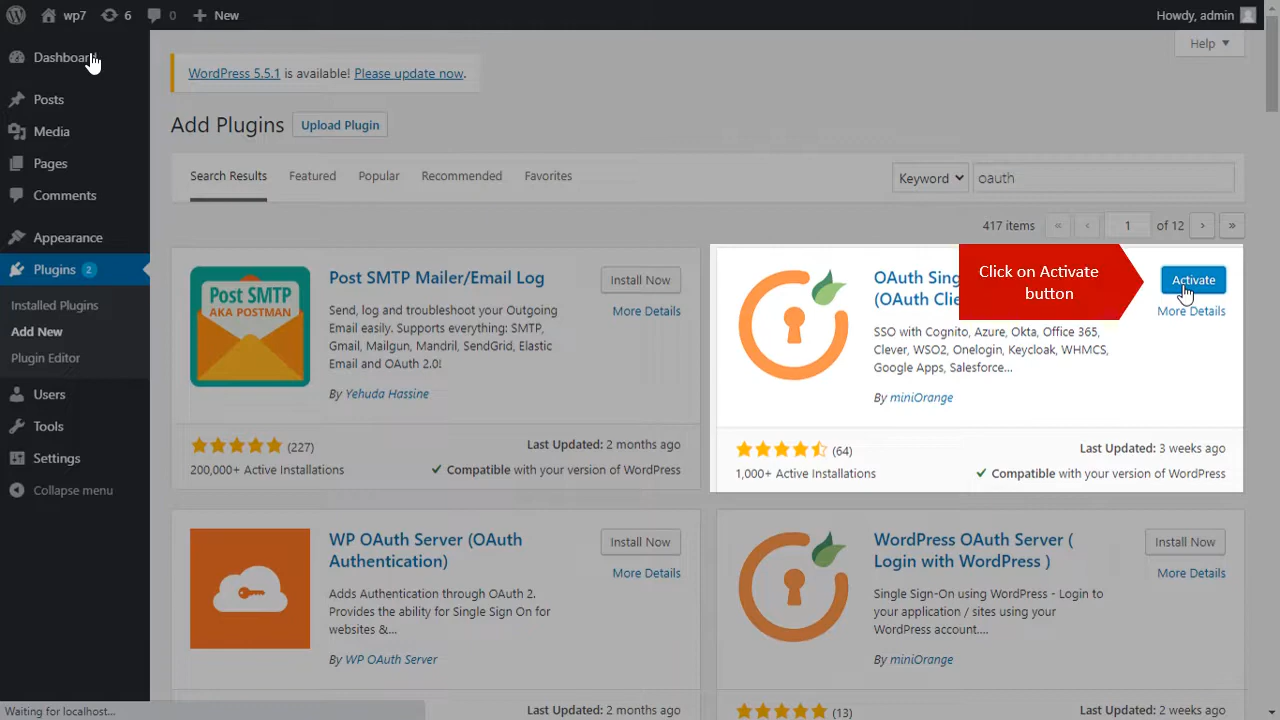 wp7
6
0
New
Howdy, admin
Dashboar
Posts
Media
Pages
Comments
Appearance
Plugins 2
Installed Plugins
Add New
Plugin Editor
Users
Tools
Settings
Collapse menu
Help
WordPress 5.5.1 is available! Please update now.
Add Plugins
Upload Plugin
Search Results
Featured
Popular
Recommended
Favorites
Keyword
oauth
417 items « ‹ 1 of 12 › »
POST SMTP
AKA POSTMAN
Post SMTP Mailer/Email Log
Install Now
More Details
Send, log and troubleshoot your Outgoing
Email easily. Supports everything: SMTP,
Gmail, Mailgun, Mandril, SendGrid, Elastic
Email and OAuth 2.0!
By Yehuda Hassine
(227)
Last Updated: 2 months ago
200,000+ Active Installations
Compatible with your version of WordPress
OAuth Sing
(OAuth Clie
Click on Activate
button
Activate
More Details
SSO with Cognito, Azure, Okta, Office 365,
Clever, WSO2, Onelogin, Keycloak, WHMCS,
Google Apps, Salesforce...
By miniOrange
(64)
Last Updated: 3 weeks ago
1,000+ Active Installations
Compatible with your version of WordPress
WP OAuth Server (OAuth
Authentication)
Install Now
More Details
Adds Authentication through OAuth 2.
Provides the ability for Single Sign On for
websites &...
By WP OAuth Server
Last Updated: 2 months ago
WordPress OAuth Server (
Login with WordPress )
Install Now
More Details
Single Sign-On using WordPress - Login to
your application / sites using your
WordPress account....
By miniOrange
(13)
Last Updated: 2 weeks ago
Waiting for localhost...